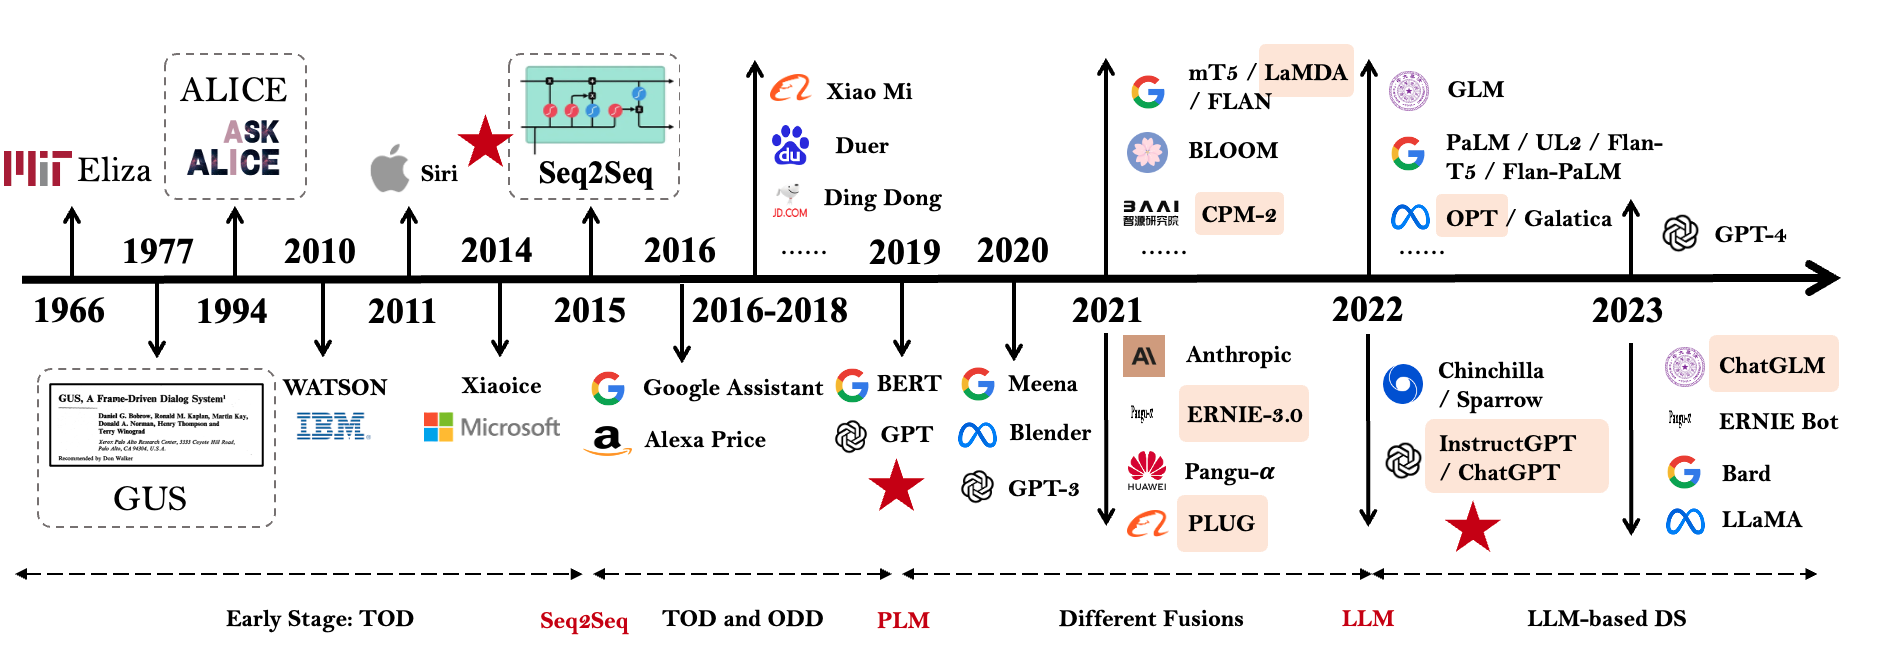 MIT Eliza
ALICE
ASK
ALICE
Siri
Seq2Seq
Xiao Mi
du Duer
JD.COM Ding Dong
......
mT5 / LaMDA
/ FLAN
BLOOM
BAAI
智源研究院
CPM-2
......
GLM
PaLM / UL2 / Flan-
T5 / Flan-PaLM
OPT / Galatica
......
GPT-4
1977
2010
2014
2016
2019
2020
1966
1994
2011
2015
2016-2018
2021
2022
2023
GUS, A Frame-Driven Dialog System¹
Daniel G. Bobrow, Ronald M. Kaplan, Martin Kay,
Donald A. Norman, Henry Thompson and
Terry Winograd
Xerox Palo Alto Research Center, 3333 Coyote Hill Road,
Palo Alto, CA 94304, U.S.A.
Recommended by Don Walker
GUS
WATSON
IBM
Xiaoice
Microsoft
Google Assistant
a Alexa Price
BERT
GPT
Meena
Blender
GPT-3
Anthropic
Pangu-α ERNIE-3.0
HUAWEI Pangu-α
PLUG
Chinchilla
/ Sparrow
InstructGPT
/ ChatGPT
ChatGLM
Pangu-α ERNIE Bot
Bard
LLaMA
Early Stage: TOD
Seq2Seq
TOD and ODD
PLM
Different Fusions
LLM
LLM-based DS